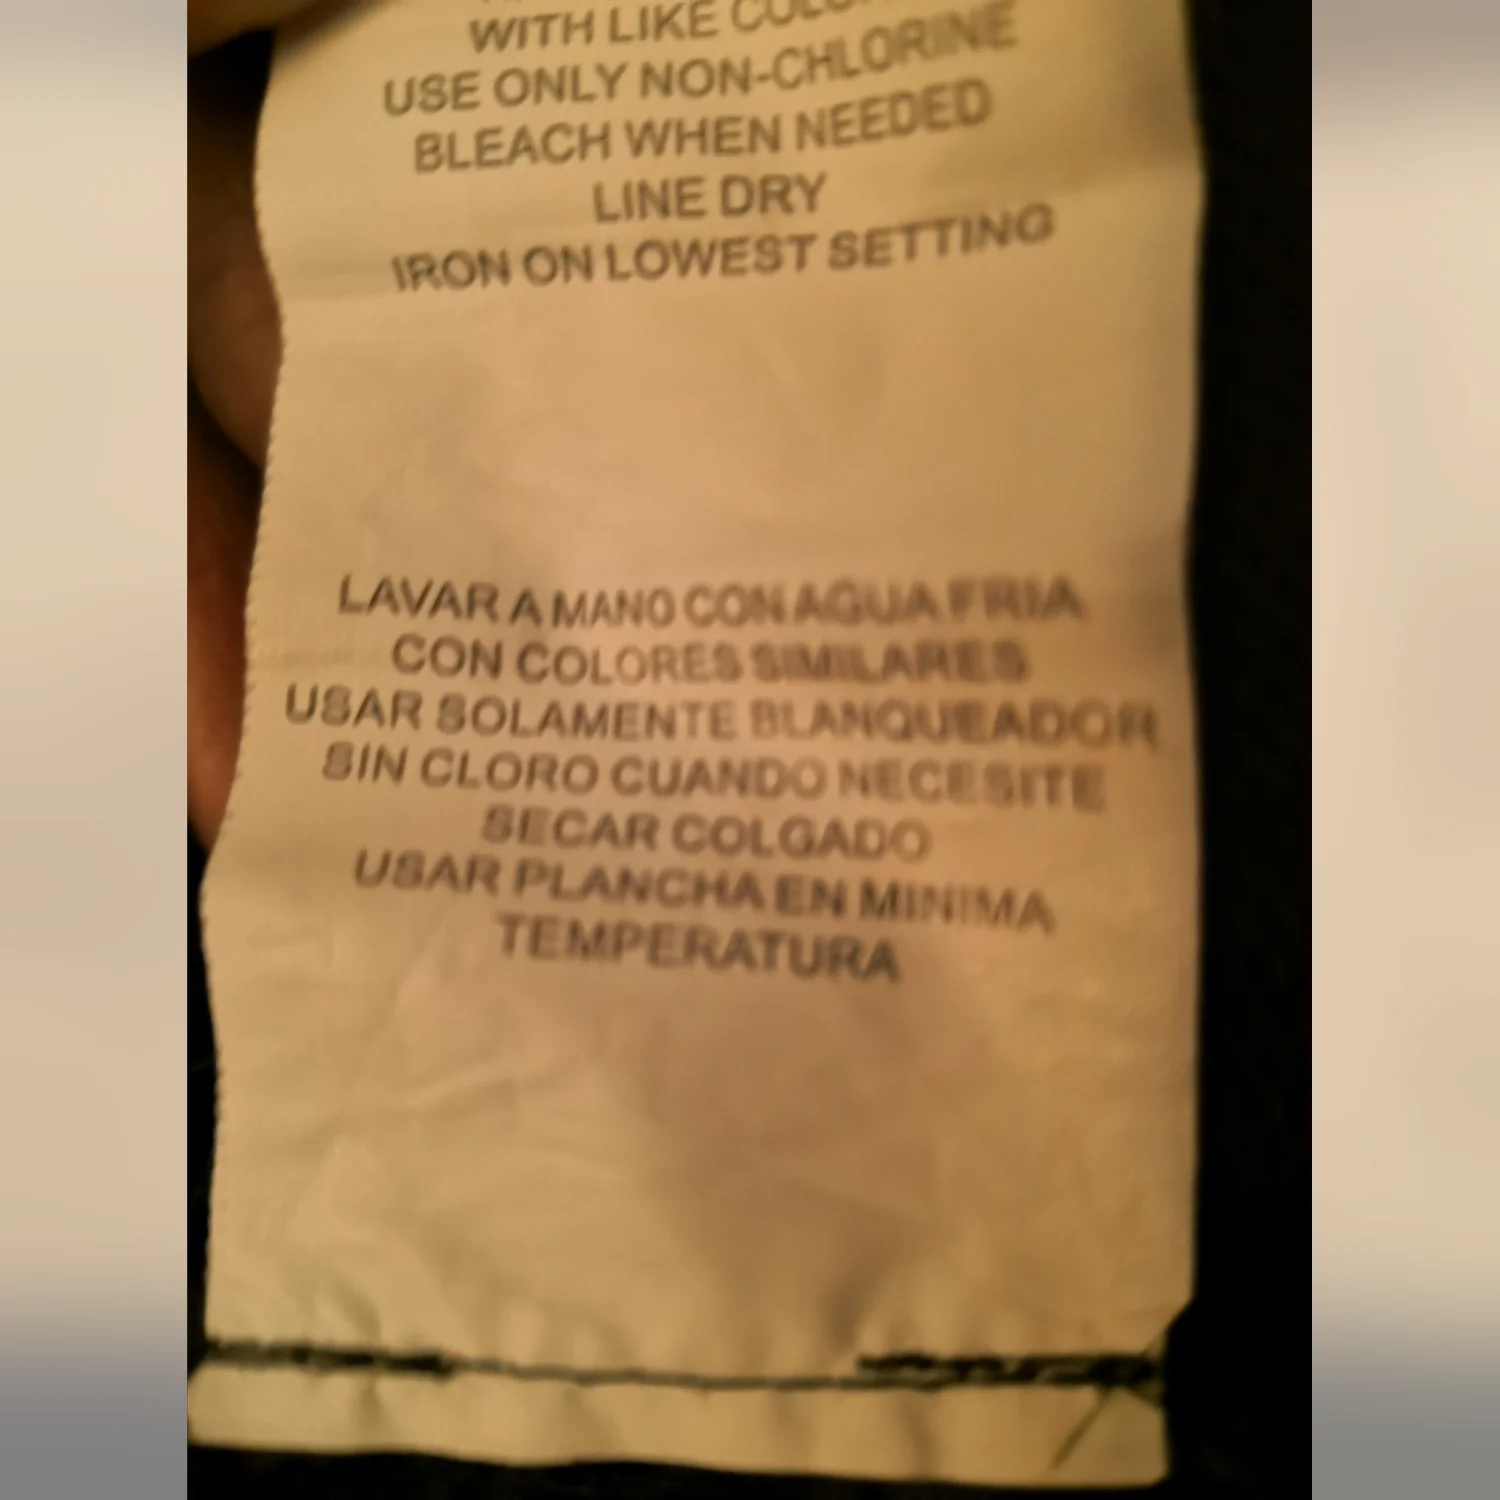 WITH LIKE
USE ONLY NON-CHLORINE
BLEACH WHEN NEEDED
LINE DRY
IRON ON LOWEST SETTING
LAVAR A MANO CON AGUA FRIA
CON COLORES SIMILARES
USAR SOLAMENTE BLANQUEADOR
SIN CLORO CUANDO NECESITE
SECAR COLGADO
USAR PLANCHA EN MINIMA
TEMPERATURA